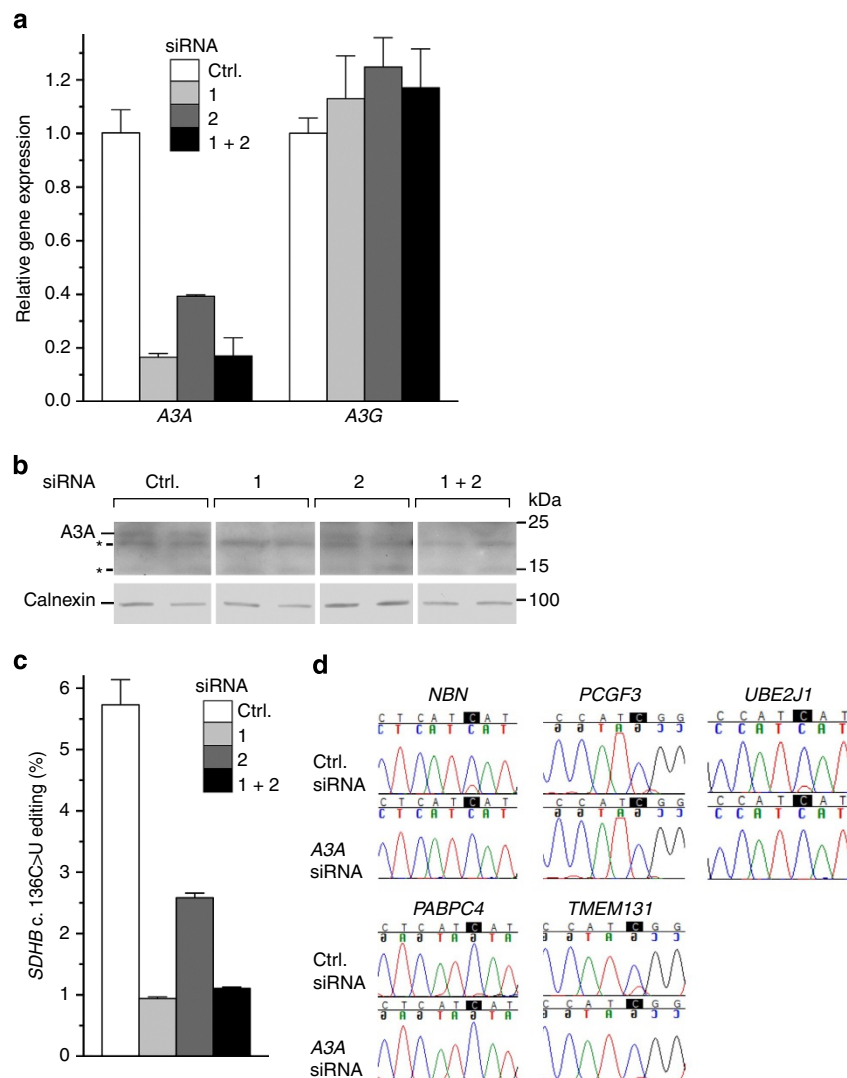 a
siRNA
Ctrl.
1
2
1 + 2
Relative gene expression
1.2
1.0
0.8
0.6
0.4
0.2
0.0
A3A
A3G
b
siRNA
Ctrl.
1
2
1 + 2
kDa
A3A
*
*
25
15
Calnexin
100
c
siRNA
Ctrl.
1
2
1 + 2
SDHB c. 136C>U editing (%)
6
5
4
3
2
1
0
d
NBN
PCGF3
UBE2J1
C T C A T C A T
C C A T C G G
C C A T C A T
C T C A T C A T
C C A T C A T
Ctrl.
siRNA
C T C A T C A T
C C A T C G G
C C A T C A T
C T C A T C A T
C C A T C A T
A3A
siRNA
PABPC4
TMEM131
C T C A T C A T
C C A T C G G
Ctrl.
siRNA
C T C A T C A T
C C A T C G G
A3A
siRNA